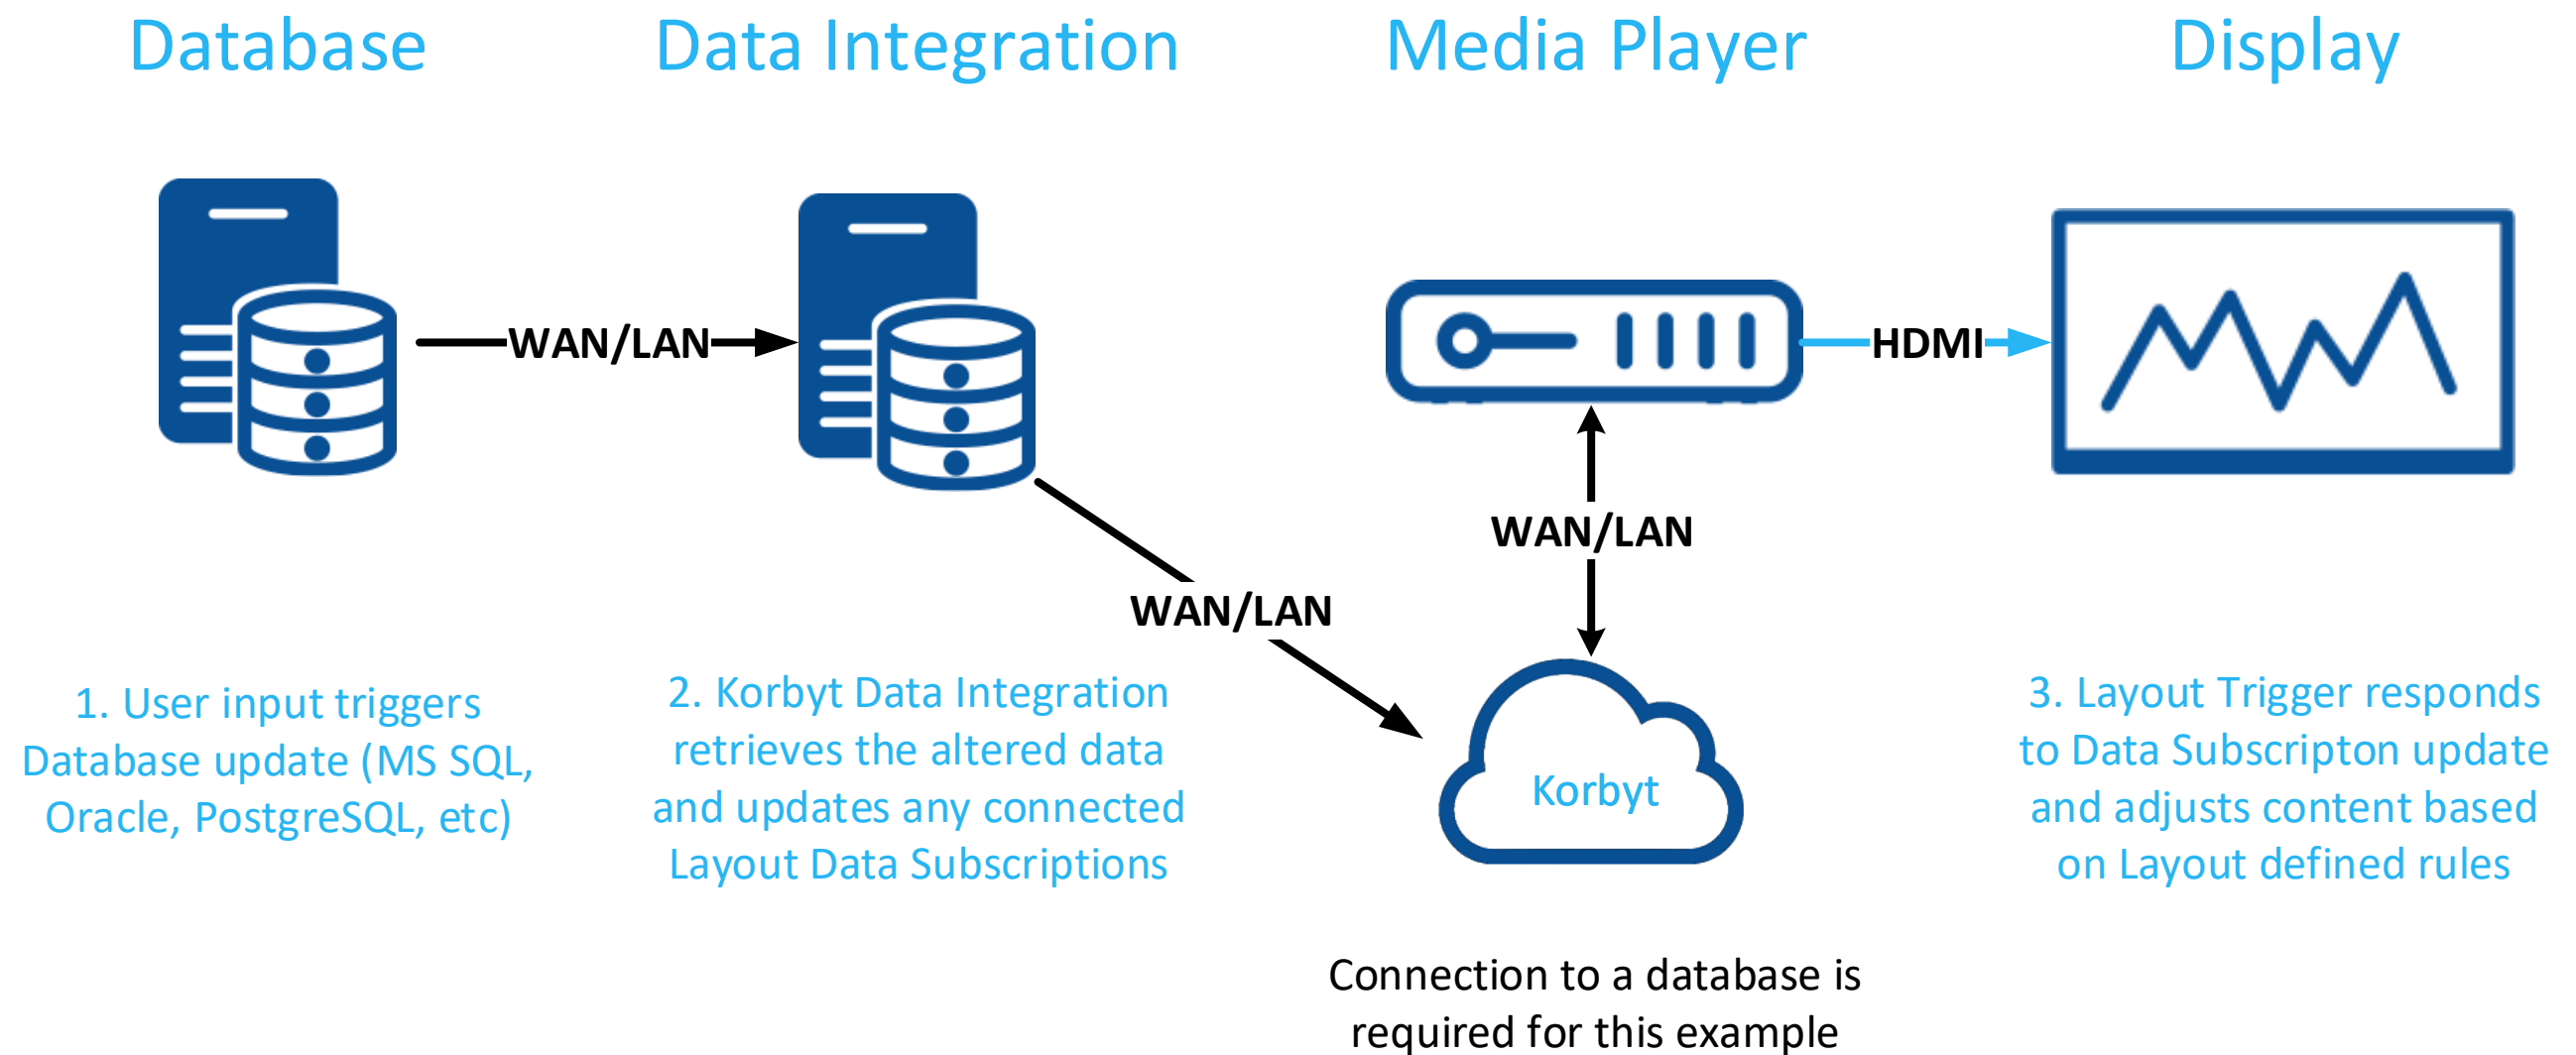 Database
Data Integration
Media Player
Display
WAN/LAN
HDMI
WAN/LAN
WAN/LAN
Korbyt
1. User input triggers
Database update (MS SQL,
Oracle, PostgreSQL, etc)
2. Korbyt Data Integration
retrieves the altered data
and updates any connected
Layout Data Subscriptions
3. Layout Trigger responds
to Data Subscripton update
and adjusts content based
on Layout defined rules
Connection to a database is
required for this example